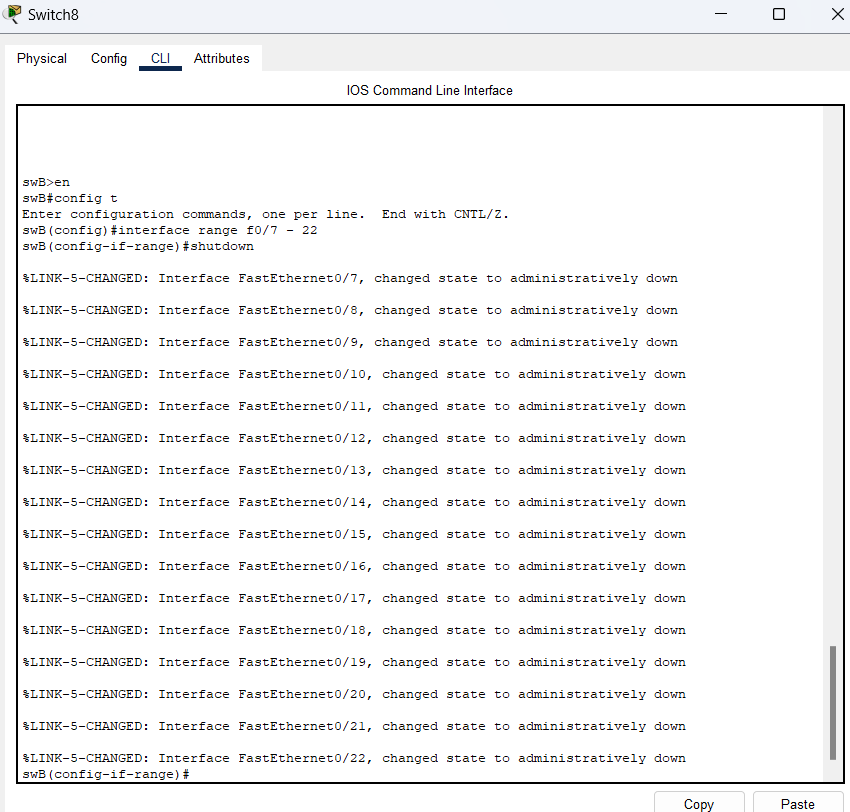 Switch8
Physical Config CLI Attributes
IOS Command Line Interface
swB>en
swB#config t
Enter configuration commands, one per line.  End with CNTL/Z.
swB(config)#interface range f0/7 - 22
swB(config-if-range)#shutdown
%LINK-5-CHANGED: Interface FastEthernet0/7, changed state to administratively down
%LINK-5-CHANGED: Interface FastEthernet0/8, changed state to administratively down
%LINK-5-CHANGED: Interface FastEthernet0/9, changed state to administratively down
%LINK-5-CHANGED: Interface FastEthernet0/10, changed state to administratively down
%LINK-5-CHANGED: Interface FastEthernet0/11, changed state to administratively down
%LINK-5-CHANGED: Interface FastEthernet0/12, changed state to administratively down
%LINK-5-CHANGED: Interface FastEthernet0/13, changed state to administratively down
%LINK-5-CHANGED: Interface FastEthernet0/14, changed state to administratively down
%LINK-5-CHANGED: Interface FastEthernet0/15, changed state to administratively down
%LINK-5-CHANGED: Interface FastEthernet0/16, changed state to administratively down
%LINK-5-CHANGED: Interface FastEthernet0/17, changed state to administratively down
%LINK-5-CHANGED: Interface FastEthernet0/18, changed state to administratively down
%LINK-5-CHANGED: Interface FastEthernet0/19, changed state to administratively down
%LINK-5-CHANGED: Interface FastEthernet0/20, changed state to administratively down
%LINK-5-CHANGED: Interface FastEthernet0/21, changed state to administratively down
%LINK-5-CHANGED: Interface FastEthernet0/22, changed state to administratively down
swB(config-if-range)#
Copy Paste